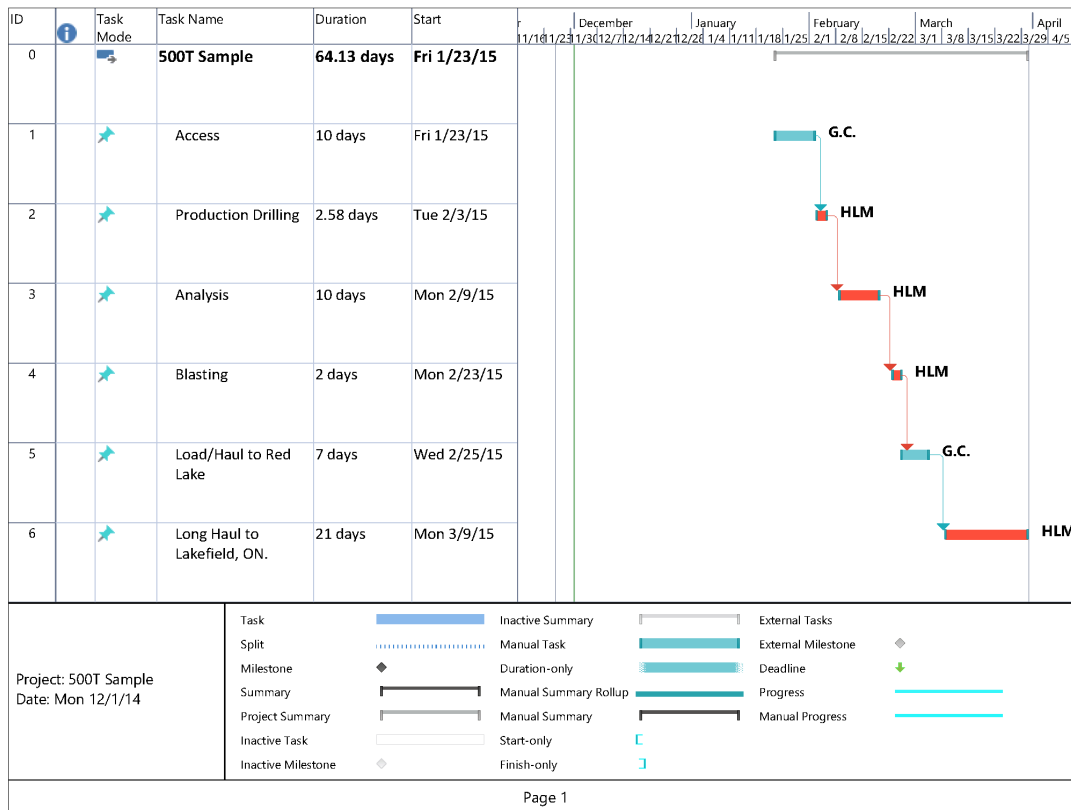 ID Task Mode Task Name Duration Start r December January February March April
11/16 11/23 11/30 12/7 12/14 12/21 12/28 1/4 1/11 1/18 1/25 2/1 2/8 2/15 2/22 3/1 3/8 3/15 3/22 3/29 4/5
0 500T Sample 64.13 days Fri 1/23/15
1 Access 10 days Fri 1/23/15 G.C.
2 Production Drilling 2.58 days Tue 2/3/15 HLM
3 Analysis 10 days Mon 2/9/15 HLM
4 Blasting 2 days Mon 2/23/15 HLM
5 Load/Haul to Red Lake 7 days Wed 2/25/15 G.C.
6 Long Haul to Lakefield, ON. 21 days Mon 3/9/15 HLM
Project: 500T Sample
Date: Mon 12/1/14
Task Inactive Summary External Tasks
Split Manual Task External Milestone
Milestone Duration-only Deadline
Summary Manual Summary Rollup Progress
Project Summary Manual Summary Manual Progress
Inactive Task Start-only
Inactive Milestone Finish-only
Page 1